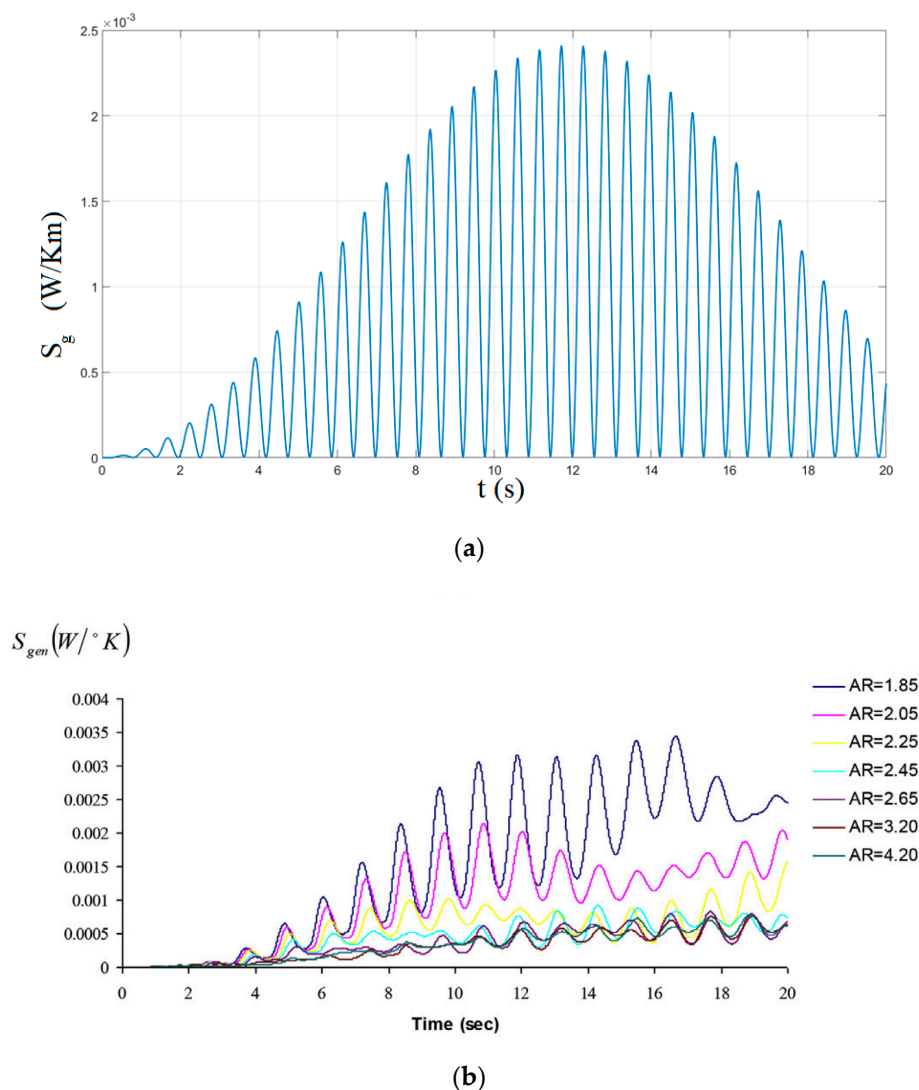 ×10⁻³
2.5
2
1.5
1
0.5
0
S_g (W/Km)
0 2 4 6 8 10 12 14 16 18 20
t (s)
(a)
S_gen(W/°K)
0.004
0.0035
0.003
0.0025
0.002
0.0015
0.001
0.0005
0
0 2 4 6 8 10 12 14 16 18 20
Time (sec)
AR=1.85
AR=2.05
AR=2.25
AR=2.45
AR=2.65
AR=3.20
AR=4.20
(b)